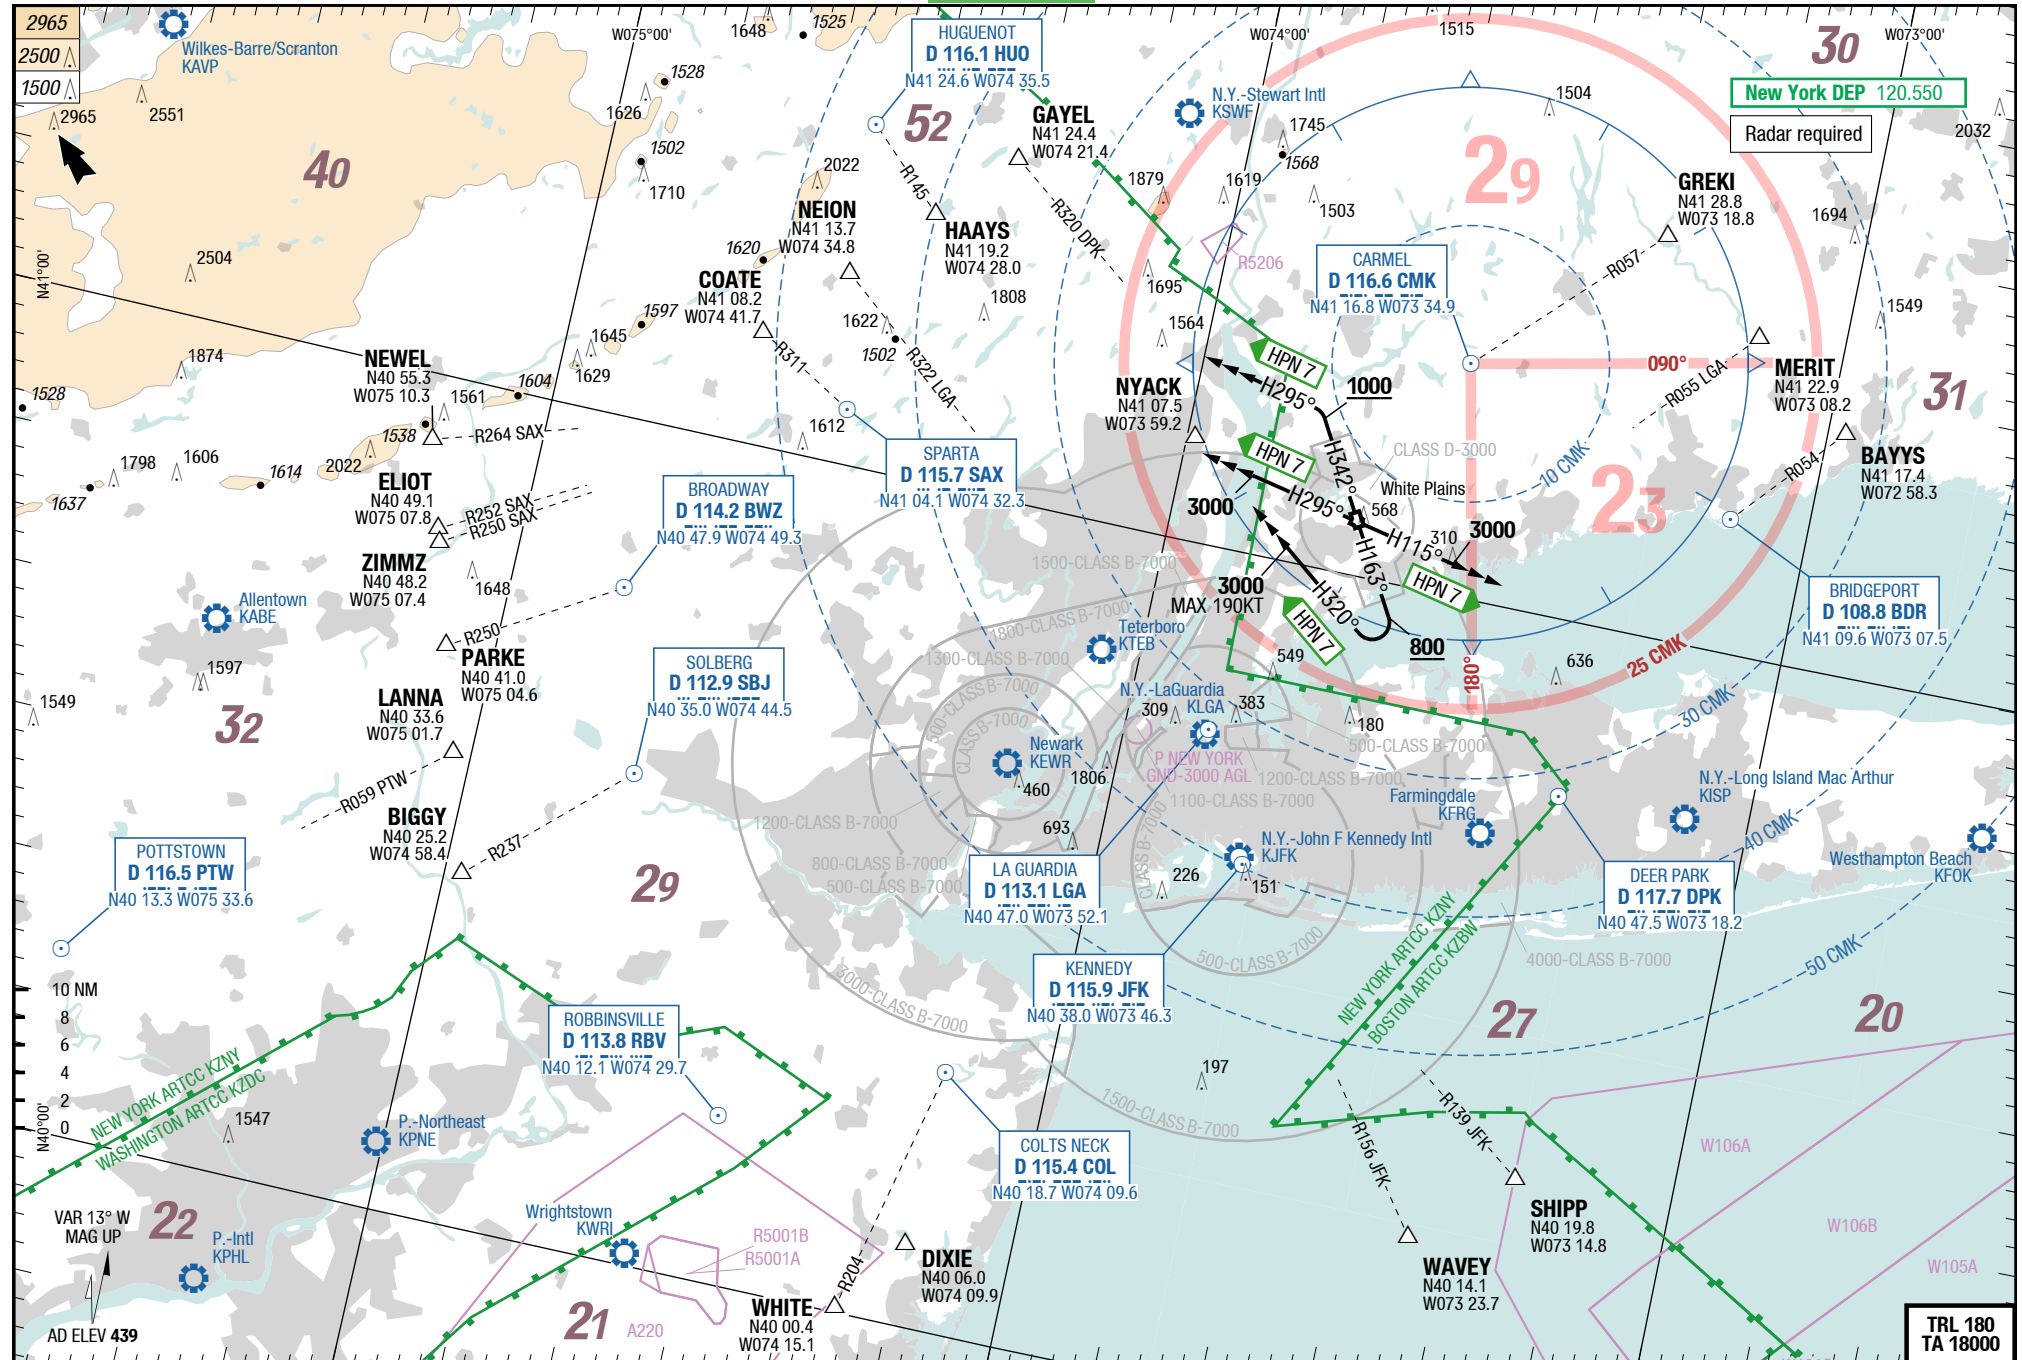 2965
2500
1500
2965
2551
Wilkes-Barre/Scranton
KAVP
40
W075°00'
1648
1525
HUGUENOT
D 116.1 HUO
N41 24.6 W074 35.5
W074°00'
1515
30
W073°00'
New York DEP 120.550
Radar required
2032
1528
1626
1502
1710
2022
52
GAYEL
N41 24.4
W074 21.4
N.Y.-Stewart Intl
KSWF
1745
1568
1504
29
1879
1619
1503
GREKI
N41 28.8
W073 18.8
1694
NEION
N41 13.7
W074 34.8
R145
HAAYS
N41 19.2
W074 28.0
R320 DPK
R5206
CARMEL
D 116.6 CMK
N41 16.8 W073 34.9
R057
N41°00'
2504
1620
COATE
N41 08.2
W074 41.7
1808
1695
1549
1597
1645
1629
1622
1502
1564
R311
R322 LGA
HPN 7
H295°
1000
090°
R055 LGA
MERIT
N41 22.9
W073 08.2
31
1874
NEWEL
N40 55.3
W075 10.3
1604
1561
1528
1538
R264 SAX
NYACK
N41 07.5
W073 59.2
1612
HPN 7
H342°
CLASS D-3000
10 CMK
BAYYS
N41 17.4
W072 58.3
R054
1798
1606
1614
2022
1637
SPARTA
D 115.7 SAX
N41 04.1 W074 32.3
ELIOT
N40 49.1
W075 07.8
R252 SAX
R250 SAX
BROADWAY
D 114.2 BWZ
N40 47.9 W074 49.3
3000
H295°
White Plains
568
23
H115°
310
3000
ZIMMZ
N40 48.2
W075 07.4
1648
1500-CLASS B-7000
H163°
HPN 7
3000
MAX 190KT
H320°
HPN 7
800
BRIDGEPORT
D 108.8 BDR
N41 09.6 W073 07.5
Allentown
KABE
R250
PARKE
N40 41.0
W075 04.6
1800-CLASS B-7000
Teterboro
KTEB
1300-CLASS B-7000
549
25 CMK
636
180°
1597
SOLBERG
D 112.9 SBJ
N40 35.0 W074 44.5
LANNA
N40 33.6
W075 01.7
1549
32
500-CLASS B-7000
CLASS B-7000
N.Y.-LaGuardia
KLGA
309
383
180
30 CMK
500-CLASS B-7000
Newark
KEWR
460
1806
P NEW YORK
GND-3000 AGL
1200-CLASS B-7000
1100-CLASS B-7000
N.Y.-Long Island Mac Arthur
KISP
Farmingdale
KFRG
R059 PTW
BIGGY
N40 25.2
W074 58.4
R237
1200-CLASS B-7000
693
CLASS B-7000
N.Y.-John F Kennedy Intl
KJFK
40 CMK
Westhampton Beach
KFOK
POTTSTOWN
D 116.5 PTW
N40 13.3 W075 33.6
29
800-CLASS B-7000
500-CLASS B-7000
LA GUARDIA
D 113.1 LGA
N40 47.0 W073 52.1
226
151
DEER PARK
D 117.7 DPK
N40 47.5 W073 18.2
500-CLASS B-7000
NEW YORK ARTCC KZNY
BOSTON ARTCC KZBW
4000-CLASS B-7000
50 CMK
3000-CLASS B-7000
KENNEDY
D 115.9 JFK
N40 38.0 W073 46.3
27
20
10 NM
8
6
4
2
0
N40°00'
ROBBINSVILLE
D 113.8 RBV
N40 12.1 W074 29.7
NEW YORK ARTCC KZNY
WASHINGTON ARTCC KZDC
1547
P.-Northeast
KPNE
197
1500-CLASS B-7000
COLTS NECK
D 115.4 COL
N40 18.7 W074 09.6
R156 JFK
R139 JFK
W106A
SHIPP
N40 19.8
W073 14.8
W106B
W105A
VAR 13° W
MAG UP
22
P.-Intl
KPHL
AD ELEV 439
Wrightstown
KWRI
R5001B
R5001A
R204
DIXIE
N40 06.0
W074 09.9
WAVEY
N40 14.1
W073 23.7
21
A220
WHITE
N40 00.4
W074 15.1
TRL 180
TA 18000